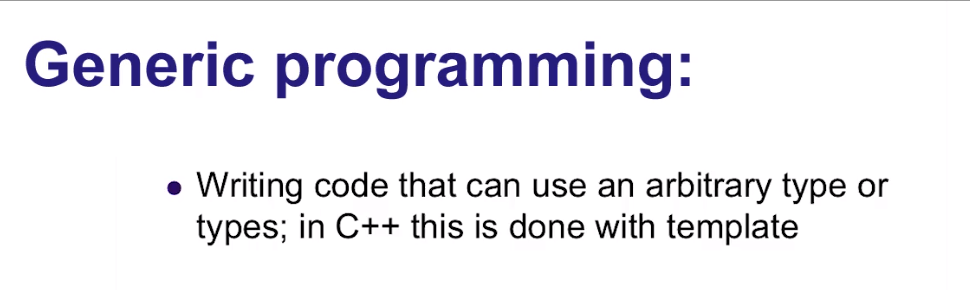 Generic programming:
• Writing code that can use an arbitrary type or
types; in C++ this is done with template